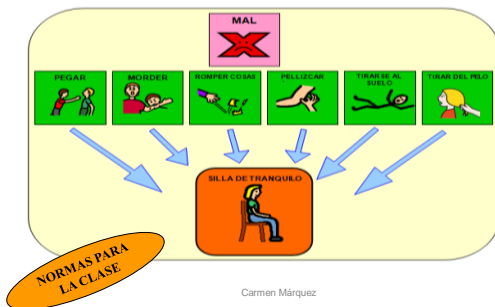 MAL
PEGAR
MORDER
ROMPER COSAS
PELLIZCAR
TIRARSE AL
SUELO
TIRAR DEL PELO
SILLA DE TRANQUILO
NORMAS PARA
LA CLASE
Carmen Márquez